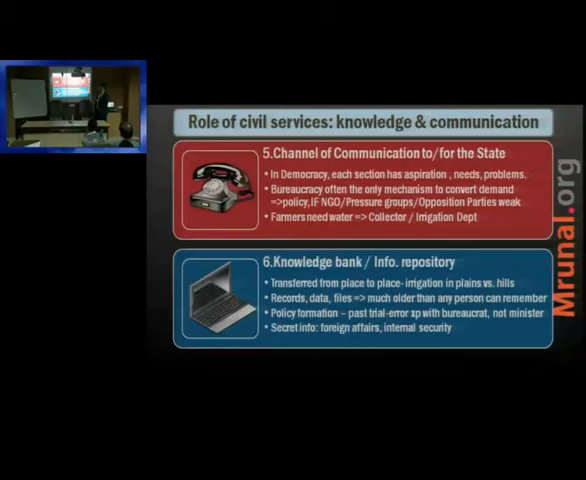 Role of civil services: knowledge & communication
5.Channel of Communication to/for the State
• In Democracy, each section has aspiration , needs, problems.
• Bureaucracy often the only mechanism to convert demand
=>policy, IF NGO/Pressure groups/Opposition Parties weak
• Farmers need water => Collector / Irrigation Dept
6.Knowledge bank / Info. repository
• Transferred from place to place- irrigation in plains vs. hills
• Records, data, files => much older than any person can remember
• Policy formation – past trial-error xp with bureaucrat, not minister
• Secret info: foreign affairs, internal security
Mrunal.org